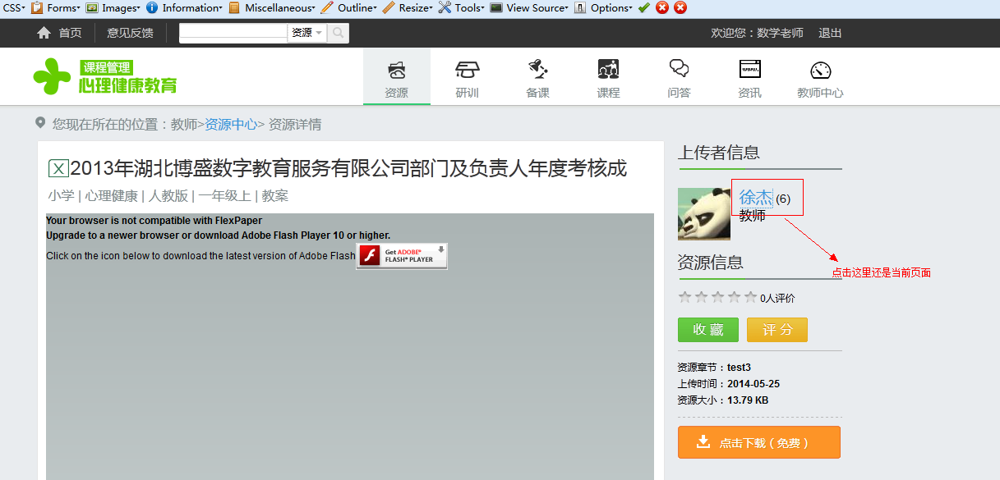 CSS Forms Images Information Miscellaneous Outline Resize Tools View Source Options
首页 意见反馈 资源 欢迎您：数学老师 退出
课程管理
心理健康教育
资源 研训 备课 课程 问答 资讯 教师中心
www.
您现在所在的位置：教师>资源中心> 资源详情
X 2013年湖北博盛数字教育服务有限公司部门及负责人年度考核成
小学 | 心理健康 | 人教版 | 一年级上 | 教案
Your browser is not compatible with FlexPaper
Upgrade to a newer browser or download Adobe Flash Player 10 or higher.
Click on the icon below to download the latest version of Adobe Flash
Get ADOBE®
FLASH® PLAYER
上传者信息
徐杰 (6)
教师
点击这里还是当前页面
资源信息
0人评价
收 藏 评 分
资源章节：test3
上传时间：2014-05-25
资源大小：13.79 KB
点击下载（免费）